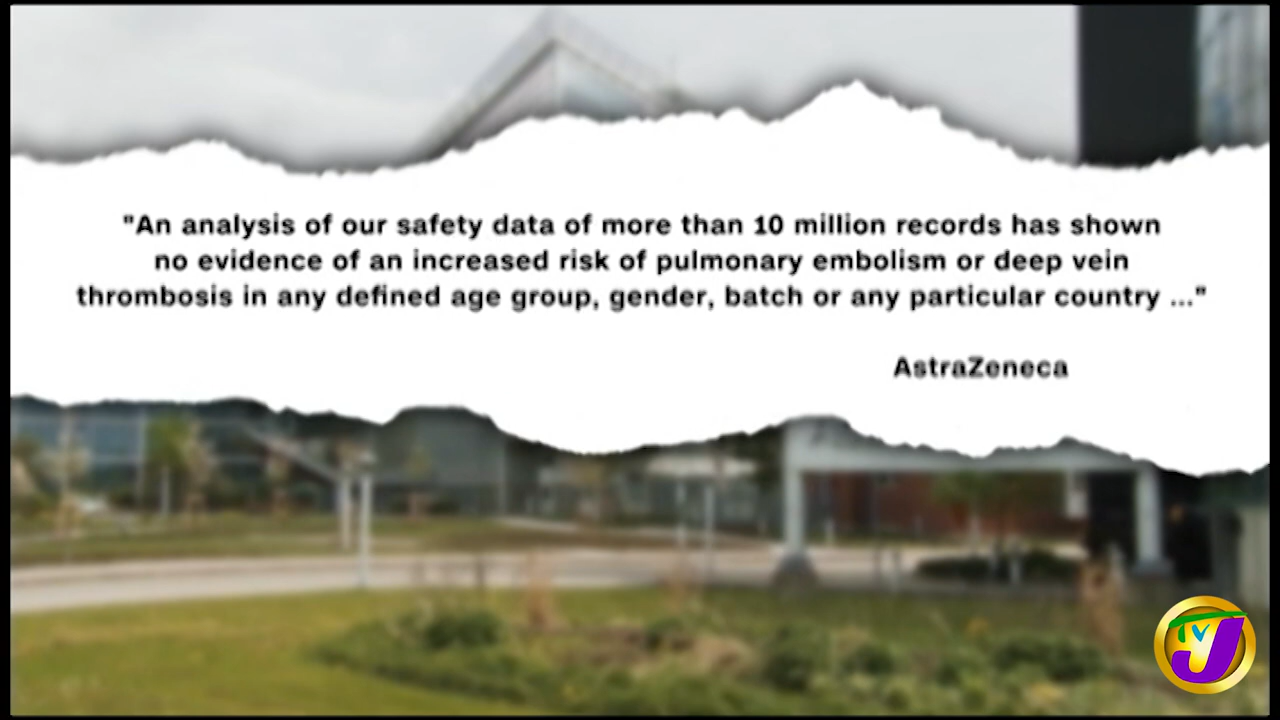 "An analysis of our safety data of more than 10 million records has shown
no evidence of an increased risk of pulmonary embolism or deep vein
thrombosis in any defined age group, gender, batch or any particular country ..."
AstraZeneca
TVJ